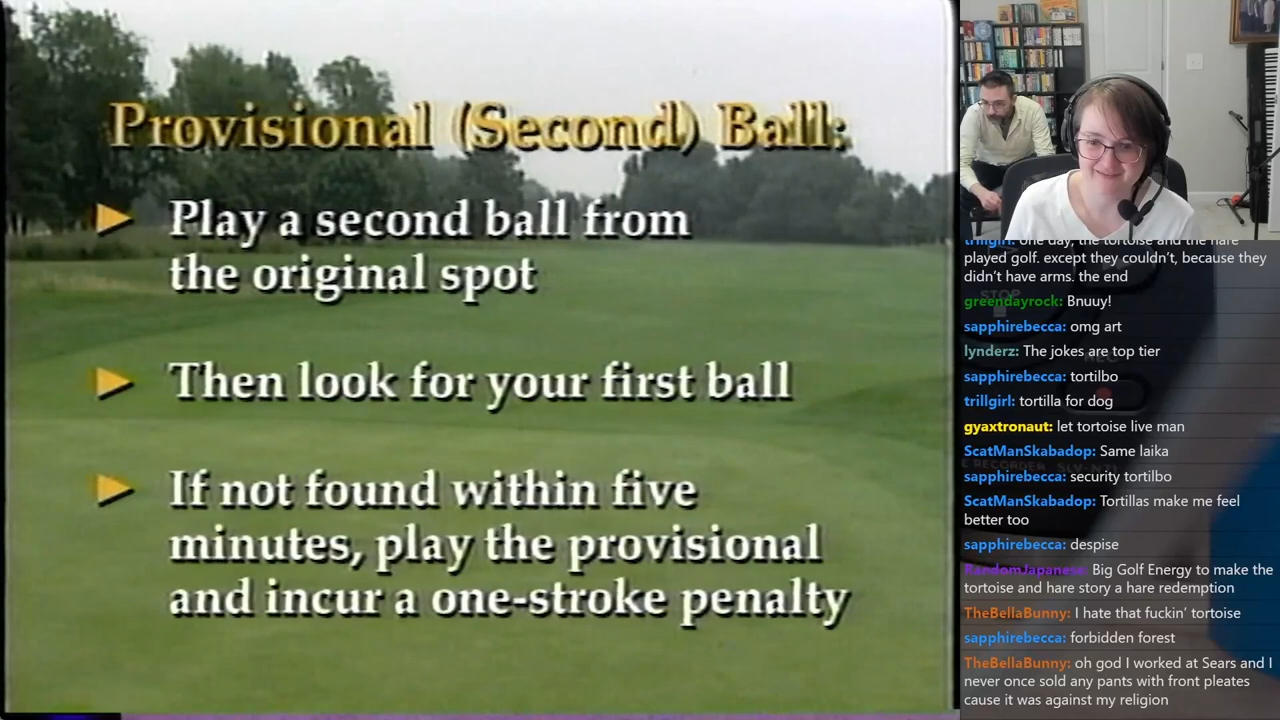 Provisional (Second) Ball:
Play a second ball from
the original spot
Then look for your first ball
If not found within five
minutes, play the provisional
and incur a one-stroke penalty
trillgirl: one day, the tortoise and the hare
played golf. except they couldn't, because they
didn't have arms. the end
greendayrock: Bnuuy!
sapphirebecca: omg art
lynderz: The jokes are top tier
sapphirebecca: tortilbo
trillgirl: tortilla for dog
gyaxtronaut: let tortoise live man
ScatManSkabadop: Same laika
sapphirebecca: security tortilbo
ScatManSkabadop: Tortillas make me feel
better too
sapphirebecca: despise
RandomJapanese: Big Golf Energy to make the
tortoise and hare story a hare redemption
TheBellaBunny: I hate that fuckin' tortoise
sapphirebecca: forbidden forest
TheBellaBunny: oh god I worked at Sears and I
never once sold any pants with front pleates
cause it was against my religion